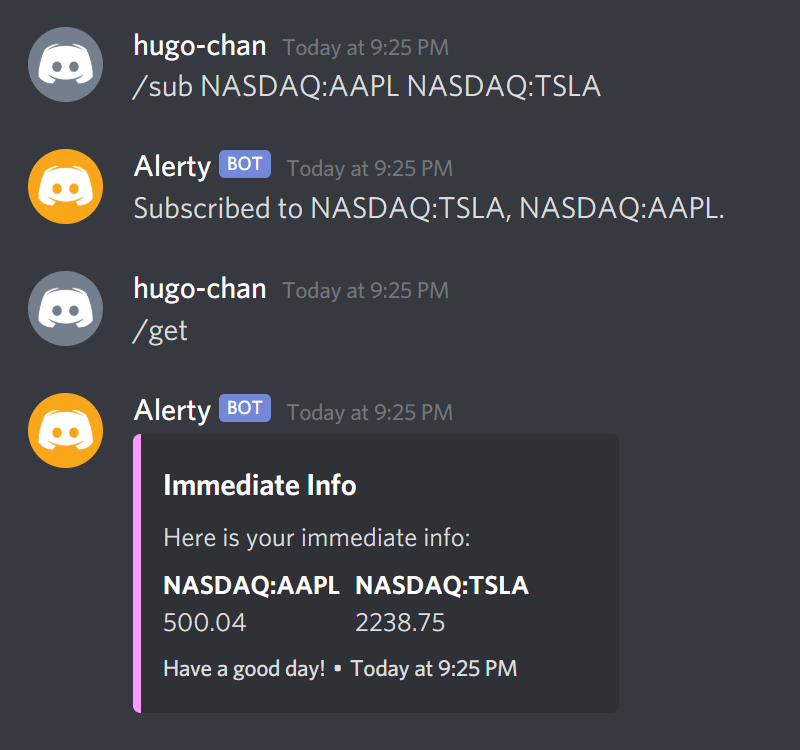 hugo-chan Today at 9:25 PM
/sub NASDAQ:AAPL NASDAQ:TSLA
Alerty BOT Today at 9:25 PM
Subscribed to NASDAQ:TSLA, NASDAQ:AAPL.
hugo-chan Today at 9:25 PM
/get
Alerty BOT Today at 9:25 PM
Immediate Info
Here is your immediate info:
NASDAQ:AAPL NASDAQ:TSLA
500.04 2238.75
Have a good day! • Today at 9:25 PM